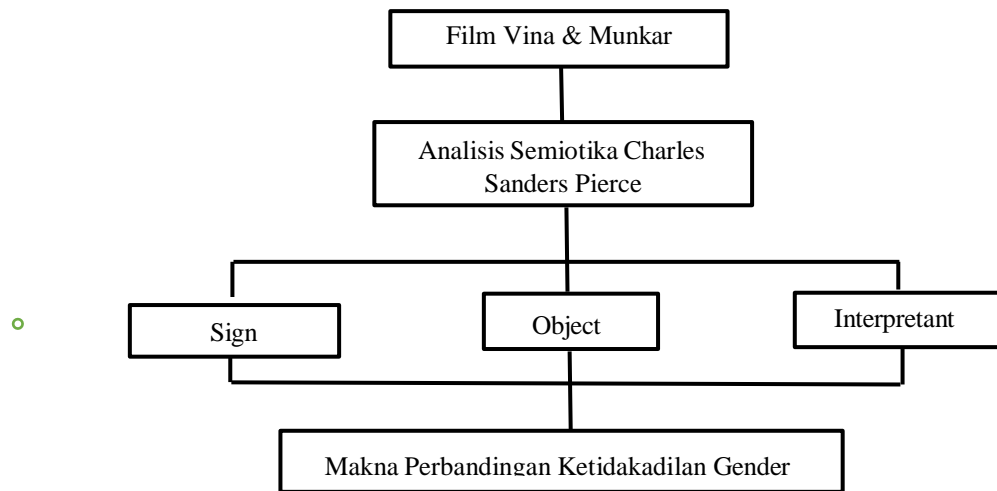 Film Vina & Munkar
Analisis Semiotika Charles
Sanders Pierce
Sign
Object
Interpretant
Makna Perbandingan Ketidakadilan Gender